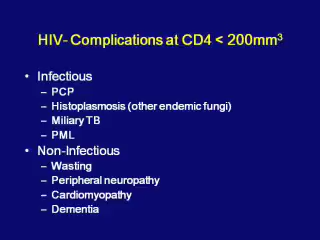 HIV- Complications at CD4 < 200mm³
• Infectious
– PCP
– Histoplasmosis (other endemic fungi)
– Miliary TB
– PML
• Non-Infectious
– Wasting
– Peripheral neuropathy
– Cardiomyopathy
– Dementia